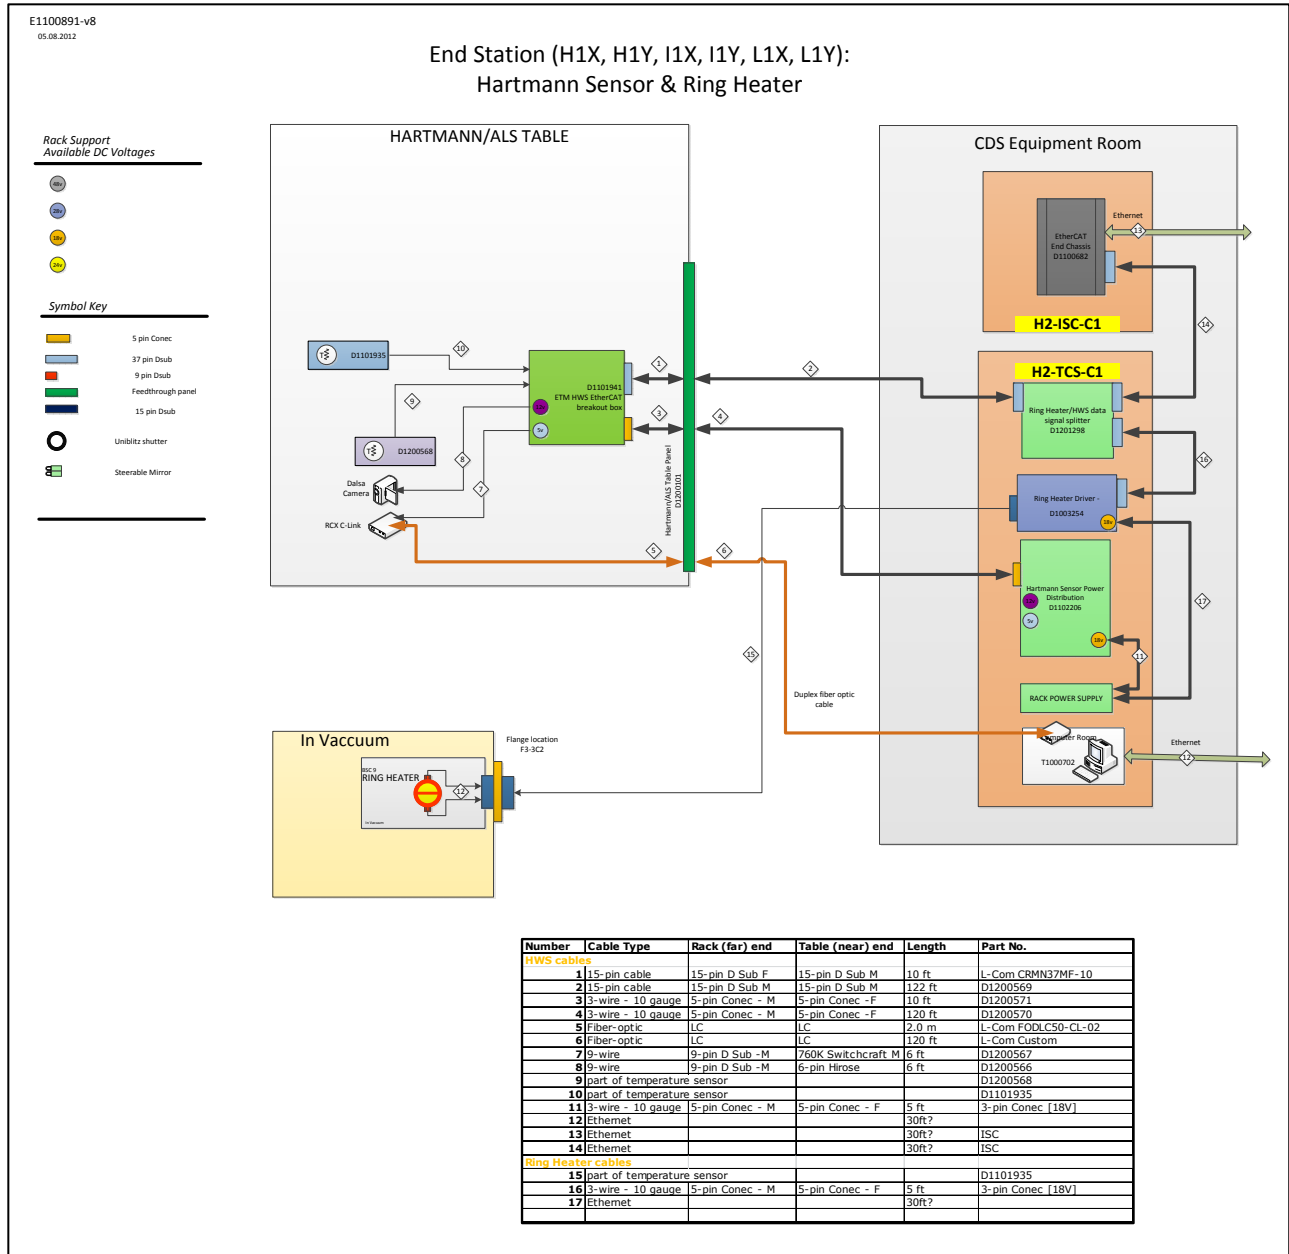 E1100891-v8
05.08.2012
End Station (H1X, H1Y, I1X, I1Y, L1X, L1Y):
Hartmann Sensor & Ring Heater
Rack Support
Available DC Voltages
48v
28v
18v
24v
Symbol Key
5 pin Conec
37 pin Dsub
9 pin Dsub
Feedthrough panel
15 pin Dsub
Uniblitz shutter
Steerable Mirror
HARTMANN/ALS TABLE
T
D1101935
10
9
T
D1200568
D1101941
ETM HWS EtherCAT
breakout box
5v
8
7
Dalsa
Camera
RCX C-Link
1
3
5
Hartmann/ALS Table Panel
D1200101
2
4
6
15
Duplex fiber optic
cable
CDS Equipment Room
EtherCAT
End Chassis
D1100682
Ethernet
13
H2-ISC-C1
14
H2-TCS-C1
Ring Heater/HWS data
signal splitter
D1201298
16
Ring Heater Driver -
D1003254
18v
Hartmann Sensor Power
Distribution
D1102206
5v
18v
17
11
RACK POWER SUPPLY
Computer Room
T1000702
Ethernet
12
In Vaccuum
Flange location
F3-3C2
BSC 9
RING HEATER
12
In Vacuum
Number Cable Type Rack (far) end Table (near) end Length Part No.
HWS cables
1 15-pin cable 15-pin D Sub F 15-pin D Sub M 10 ft L-Com CRMN37MF-10
2 15-pin cable 15-pin D Sub M 15-pin D Sub M 122 ft D1200569
3 3-wire - 10 gauge 5-pin Conec - M 5-pin Conec -F 10 ft D1200571
4 3-wire - 10 gauge 5-pin Conec - M 5-pin Conec -F 120 ft D1200570
5 Fiber-optic LC LC 2.0 m L-Com FODLC50-CL-02
6 Fiber-optic LC LC 120 ft L-Com Custom
7 9-wire 9-pin D Sub -M 760K Switchcraft M 6 ft D1200567
8 9-wire 9-pin D Sub -M 6-pin Hirose 6 ft D1200566
9 part of temperature sensor D1200568
10 part of temperature sensor D1101935
11 3-wire - 10 gauge 5-pin Conec - M 5-pin Conec - F 5 ft 3-pin Conec [18V]
12 Ethernet 30ft?
13 Ethernet 30ft? ISC
14 Ethernet 30ft? ISC
Ring Heater cables
15 part of temperature sensor D1101935
16 3-wire - 10 gauge 5-pin Conec - M 5-pin Conec - F 5 ft 3-pin Conec [18V]
17 Ethernet 30ft?